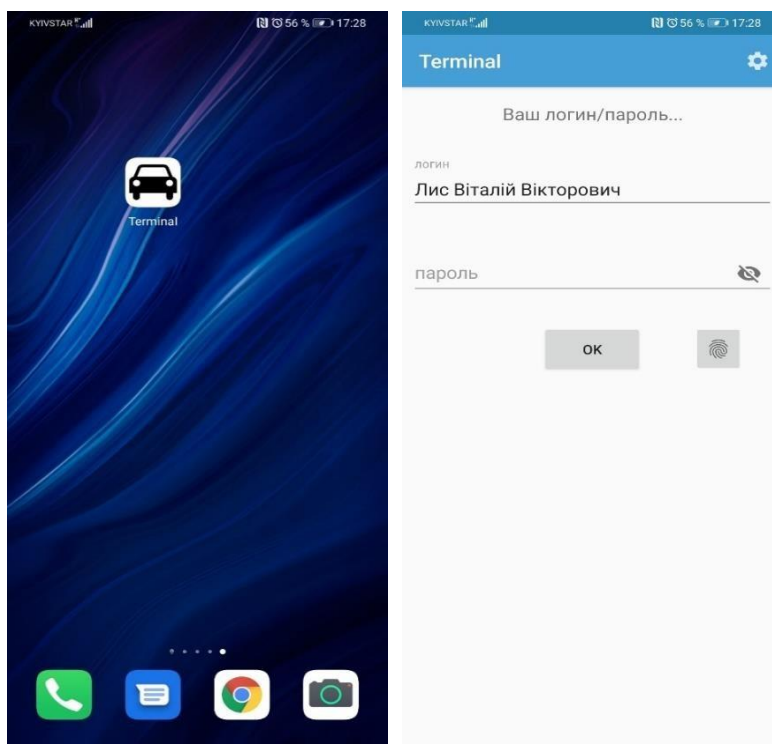 KYIVSTAR
56 % 17:28
Terminal
KYIVSTAR
56 % 17:28
Terminal
Ваш логин/пароль...
логин
Лис Віталій Вікторович
пароль
OK